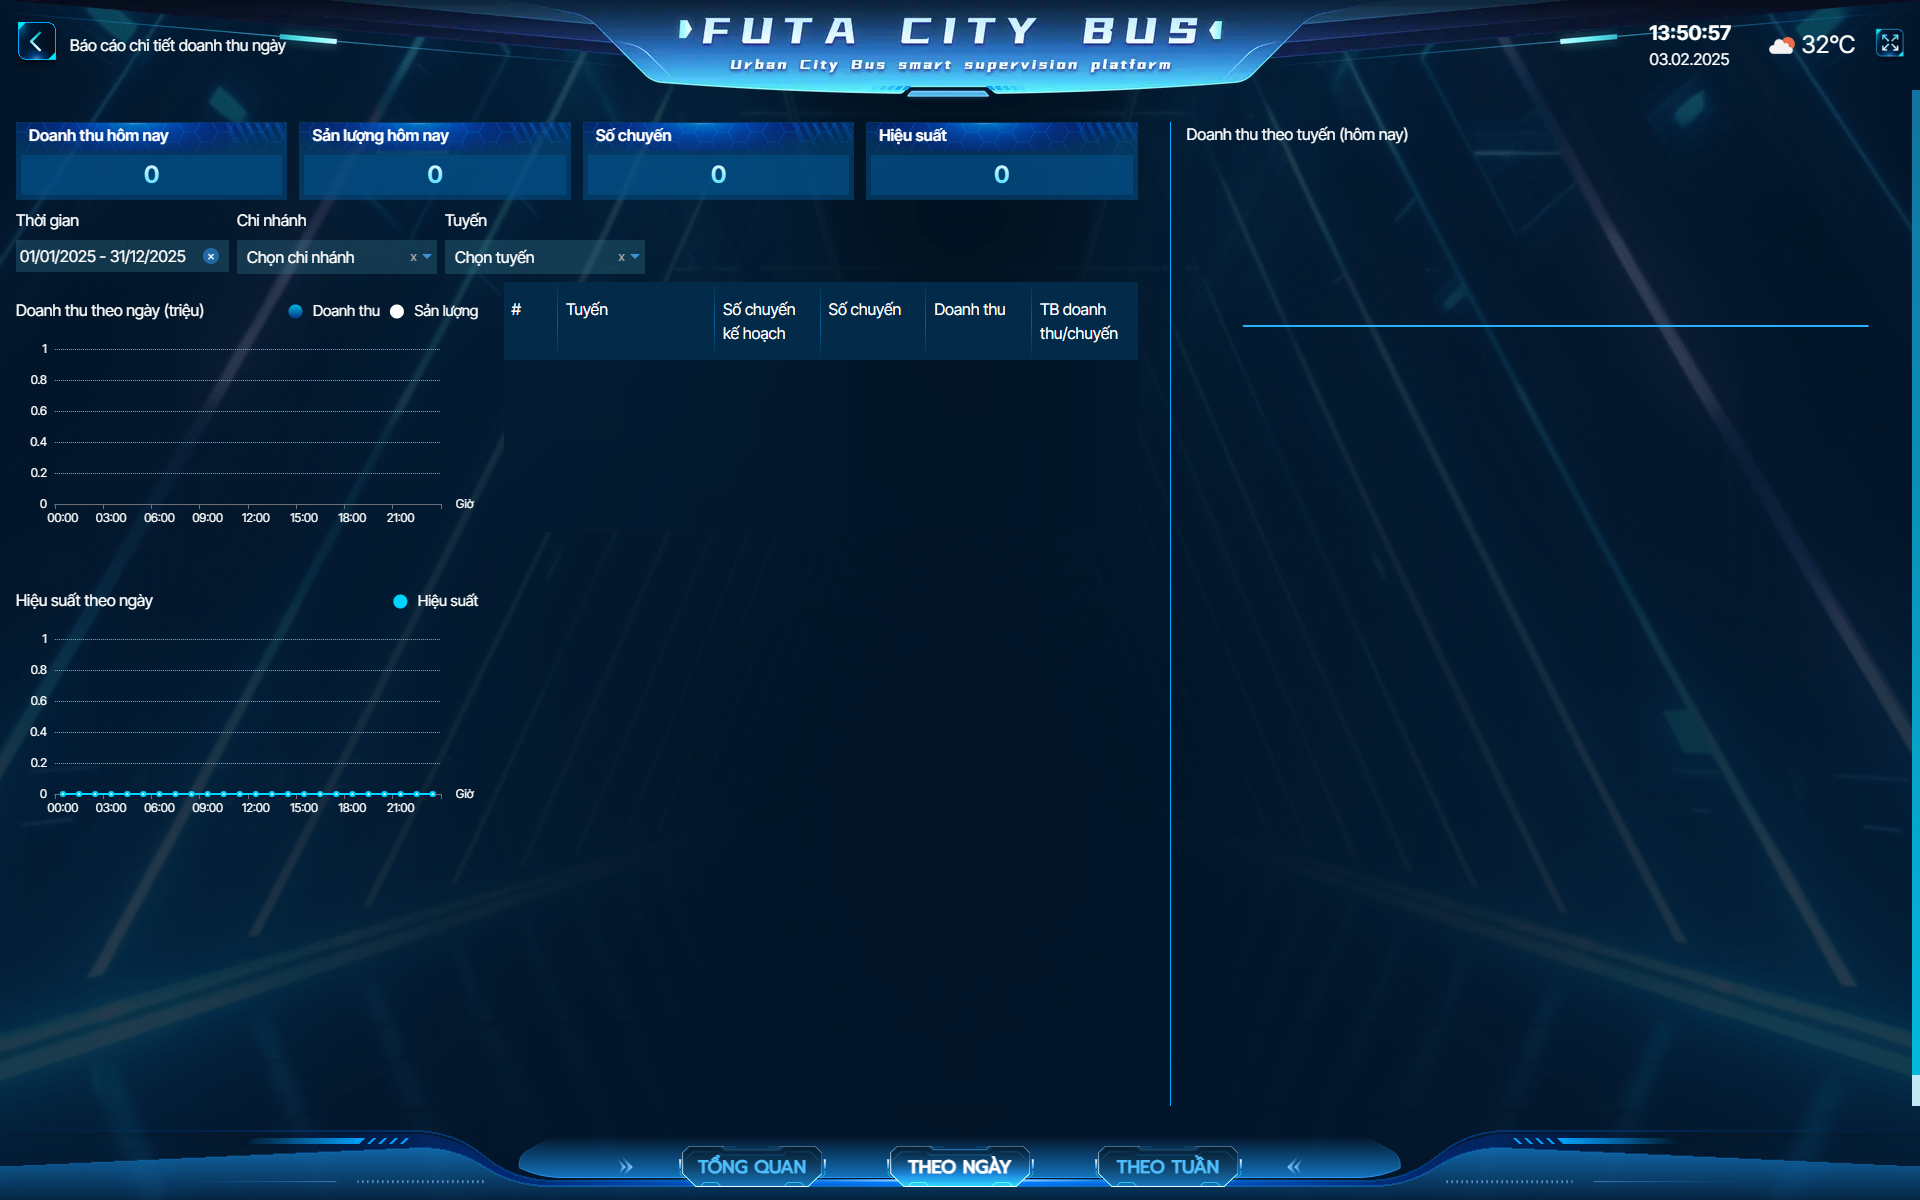 Báo cáo chi tiết doanh thu ngày
FUTA CITY BUS
Urban City Bus smart supervision platform
13:50:57
03.02.2025
32°C
Doanh thu hôm nay
0
Sản lượng hôm nay
0
Số chuyến
0
Hiệu suất
0
Thời gian
01/01/2025 - 31/12/2025
Chi nhánh
Chọn chi nhánh
x
Tuyến
Chọn tuyến
x
Doanh thu theo ngày (triệu)
Doanh thu
Sản lượng
1
0.8
0.6
0.4
0.2
0
Giờ
00:00 03:00 06:00 09:00 12:00 15:00 18:00 21:00
# Tuyến Số chuyến kế hoạch Số chuyến Doanh thu TB doanh thu/chuyến
Hiệu suất theo ngày
Hiệu suất
1
0.8
0.6
0.4
0.2
0
Giờ
00:00 03:00 06:00 09:00 12:00 15:00 18:00 21:00
Doanh thu theo tuyến (hôm nay)
TỔNG QUAN
THEO NGÀY
THEO TUẦN